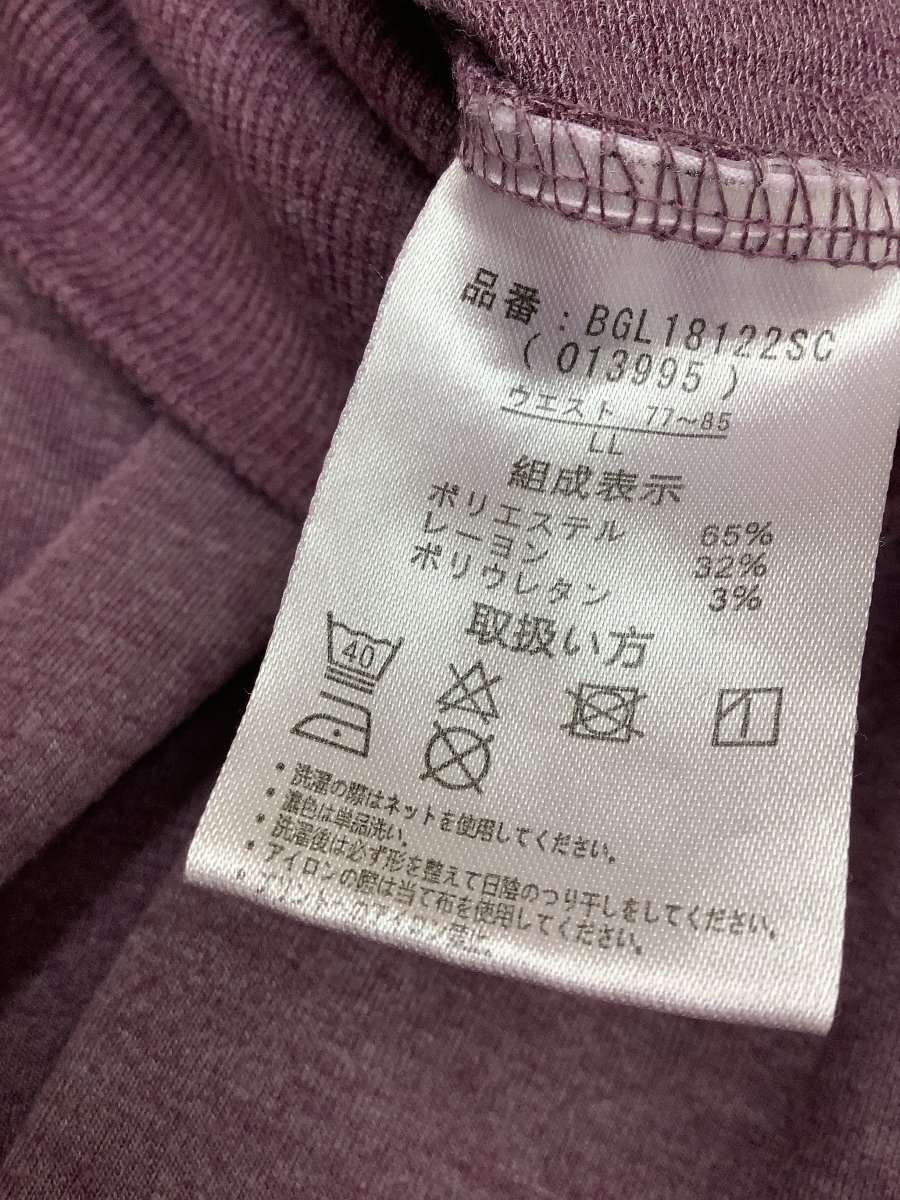 品番:BGL18122SC
(013995)
ウエスト 77～85
LL
組成表示
ポリエステル 65%
レーヨン 32%
ポリウレタン 3%
取扱い方
40
・洗濯の際はネットを使用してください。
・濃色は単品洗い。
・洗濯後は必ず形を整えて日陰のつり干しをしてください。
・アイロンの際は当て布を使用してください。